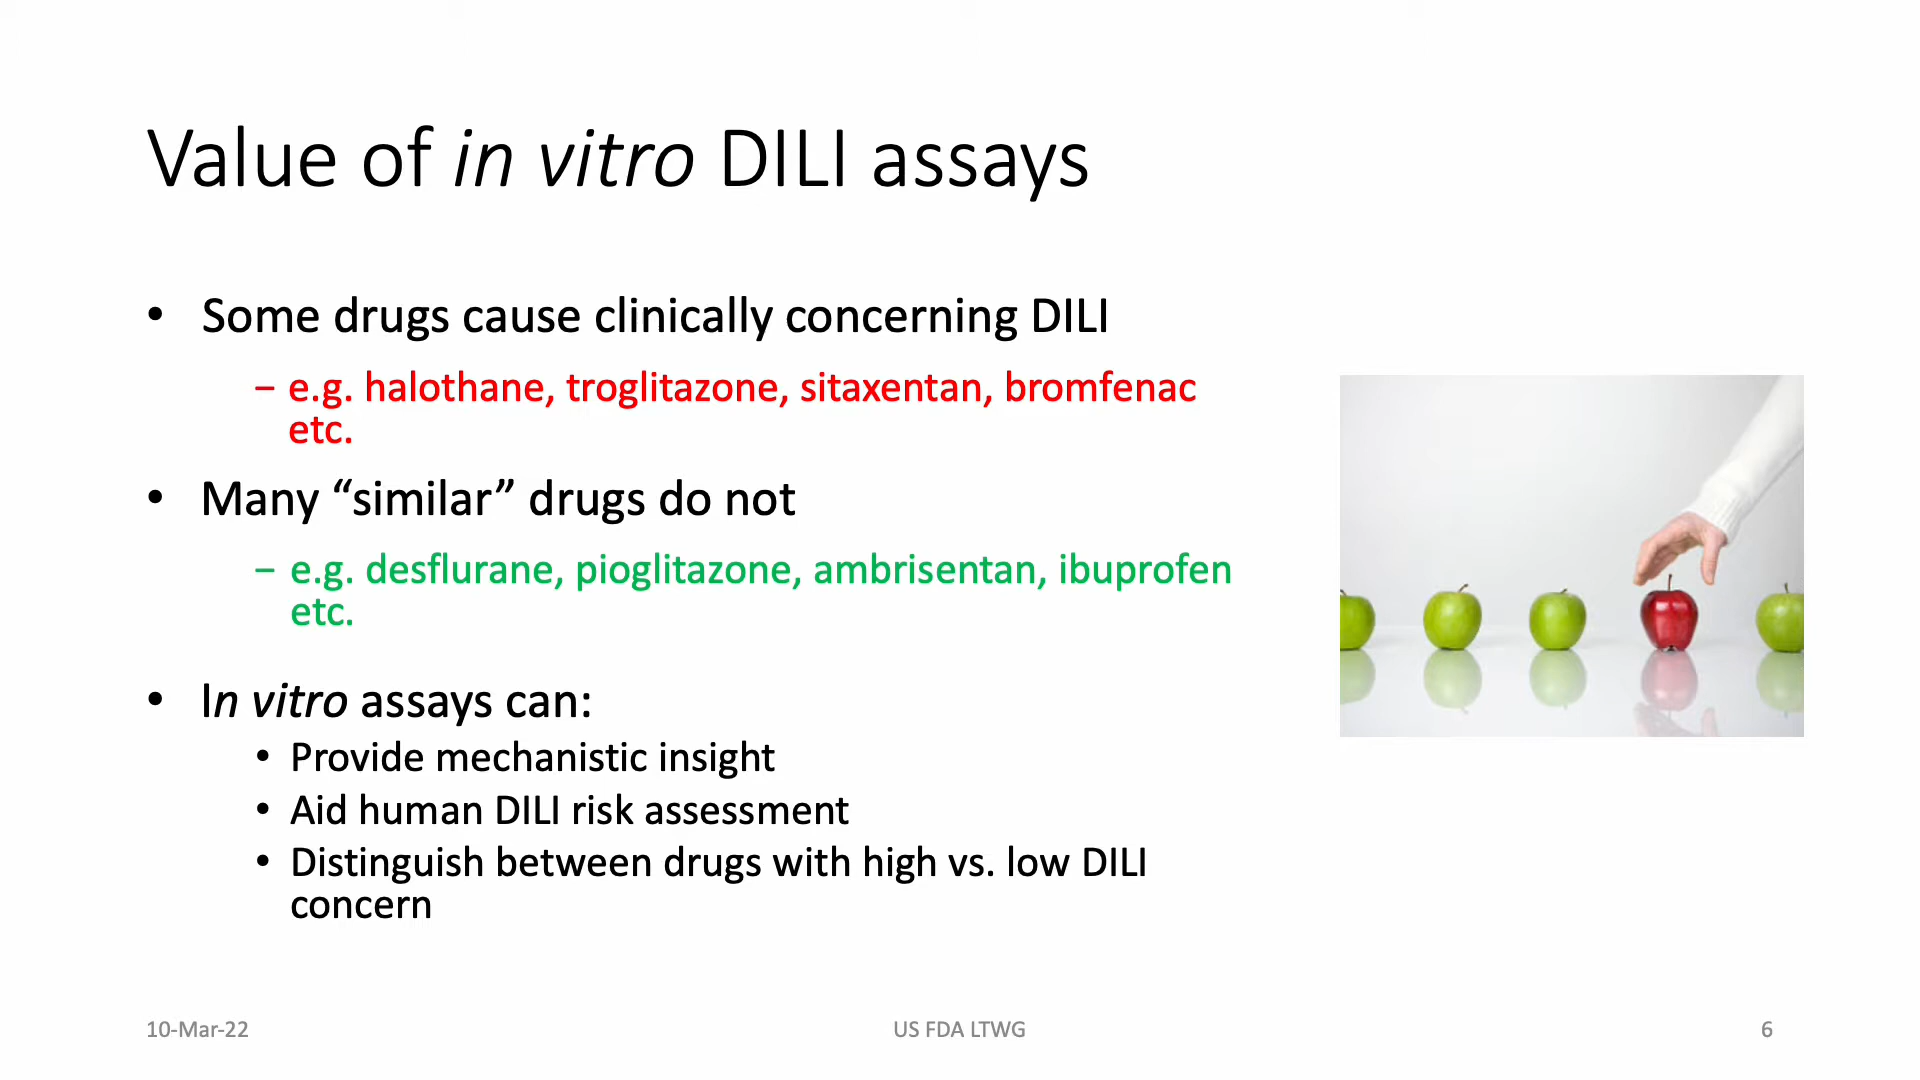 Value of in vitro DILI assays
• Some drugs cause clinically concerning DILI
– e.g. halothane, troglitazone, sitaxentan, bromfenac
etc.
• Many “similar” drugs do not
– e.g. desflurane, pioglitazone, ambrisentan, ibuprofen
etc.
• In vitro assays can:
• Provide mechanistic insight
• Aid human DILI risk assessment
• Distinguish between drugs with high vs. low DILI
concern
10-Mar-22
US FDA LTWG
6